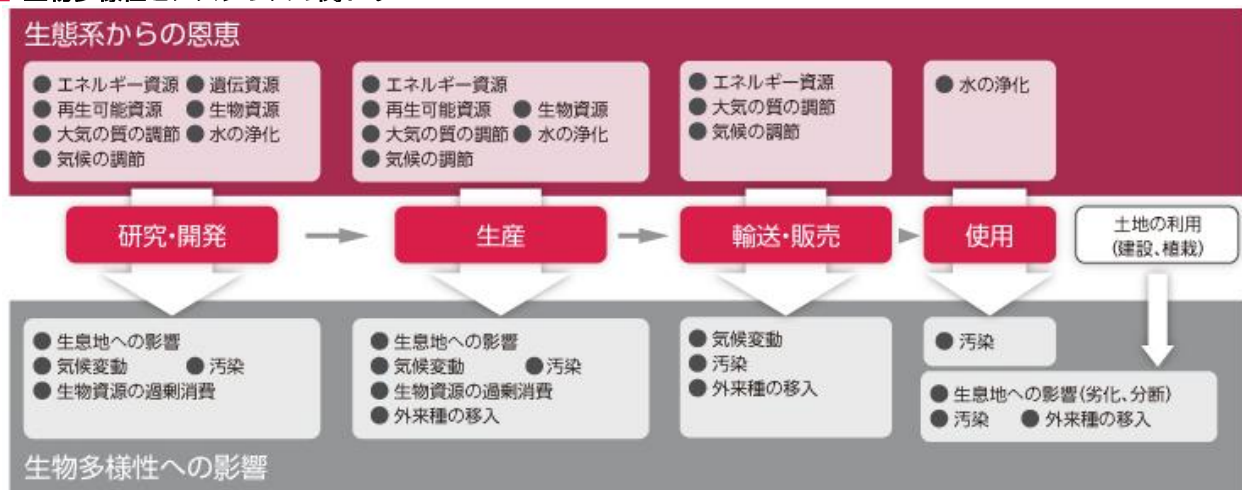 生態系からの恩恵
● エネルギー資源 ● 遺伝資源
● 再生可能資源 ● 生物資源
● 大気の質の調節 ● 水の浄化
● 気候の調節
● エネルギー資源
● 再生可能資源 ● 生物資源
● 大気の質の調節 ● 水の浄化
● 気候の調節
● エネルギー資源
● 大気の質の調節
● 気候の調節
● 水の浄化
研究・開発
生産
輸送・販売
使用
土地の利用
(建設、植栽)
● 生息地への影響
● 気候変動 ● 汚染
● 生物資源の過剰消費
● 生息地への影響
● 気候変動 ● 汚染
● 生物資源の過剰消費
● 外来種の移入
● 気候変動
● 汚染
● 外来種の移入
● 汚染
● 生息地への影響(劣化、分断)
● 汚染 ● 外来種の移入
生物多様性への影響